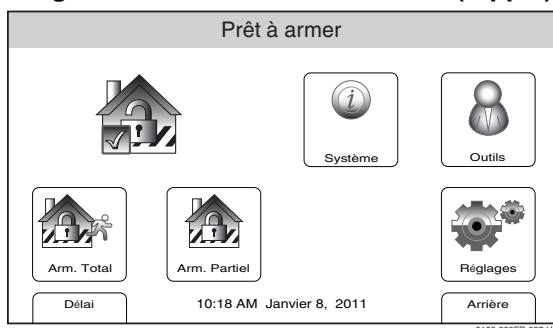 Prêt à armer
Système
Outils
Arm. Total
Arm. Partiel
Réglages
Délai
10:18 AM Janvier 8, 2011
Arrière